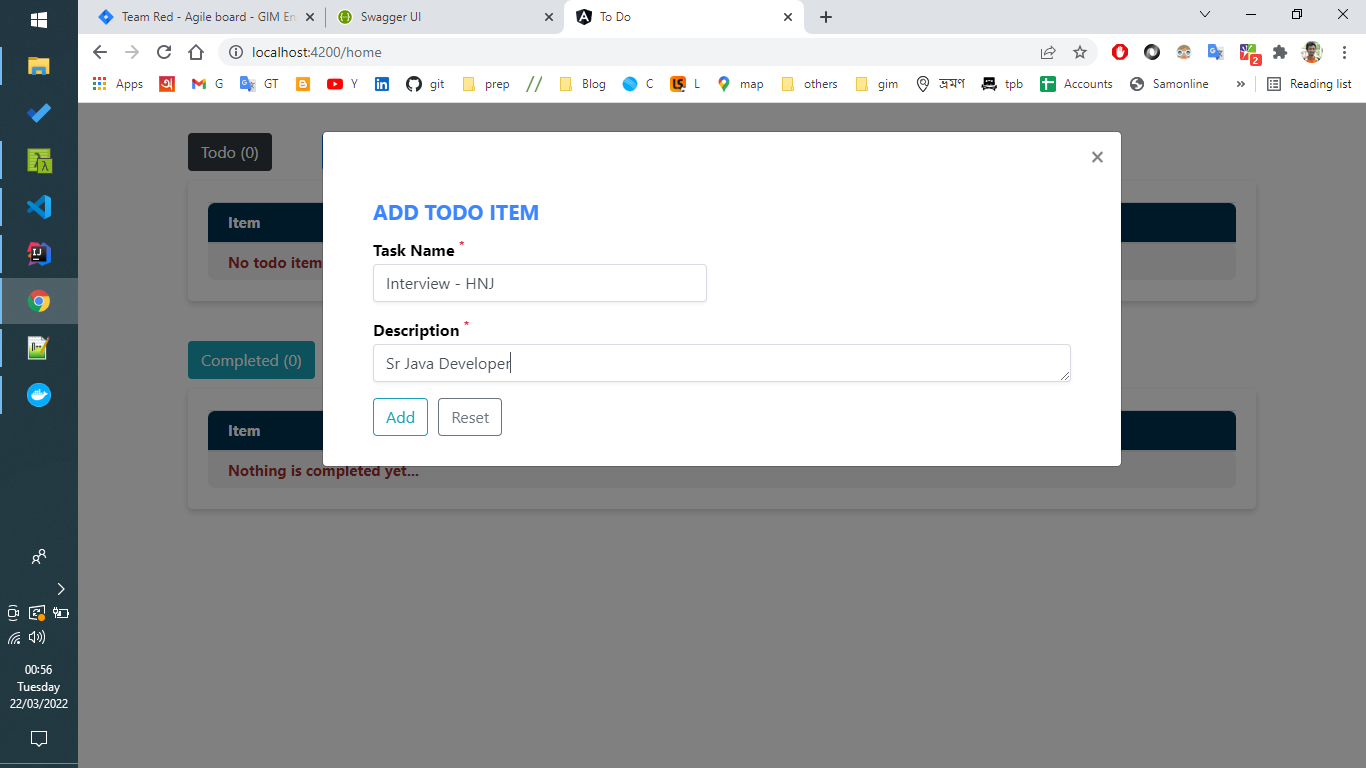 Team Red - Agile board - GIM En
Swagger UI
To Do
localhost:4200/home
2
Apps
G
GT
Y
git
prep
Blog
C
L
map
others
gim
ভ্রমণ
tpb
Accounts
Samonline
»
Reading list
Todo (0)
Item
No todo item
Completed (0)
Item
Nothing is completed yet...
ADD TODO ITEM
Task Name *
Interview - HNJ
Description *
Sr Java Developer
Add
Reset
00:56
Tuesday
22/03/2022